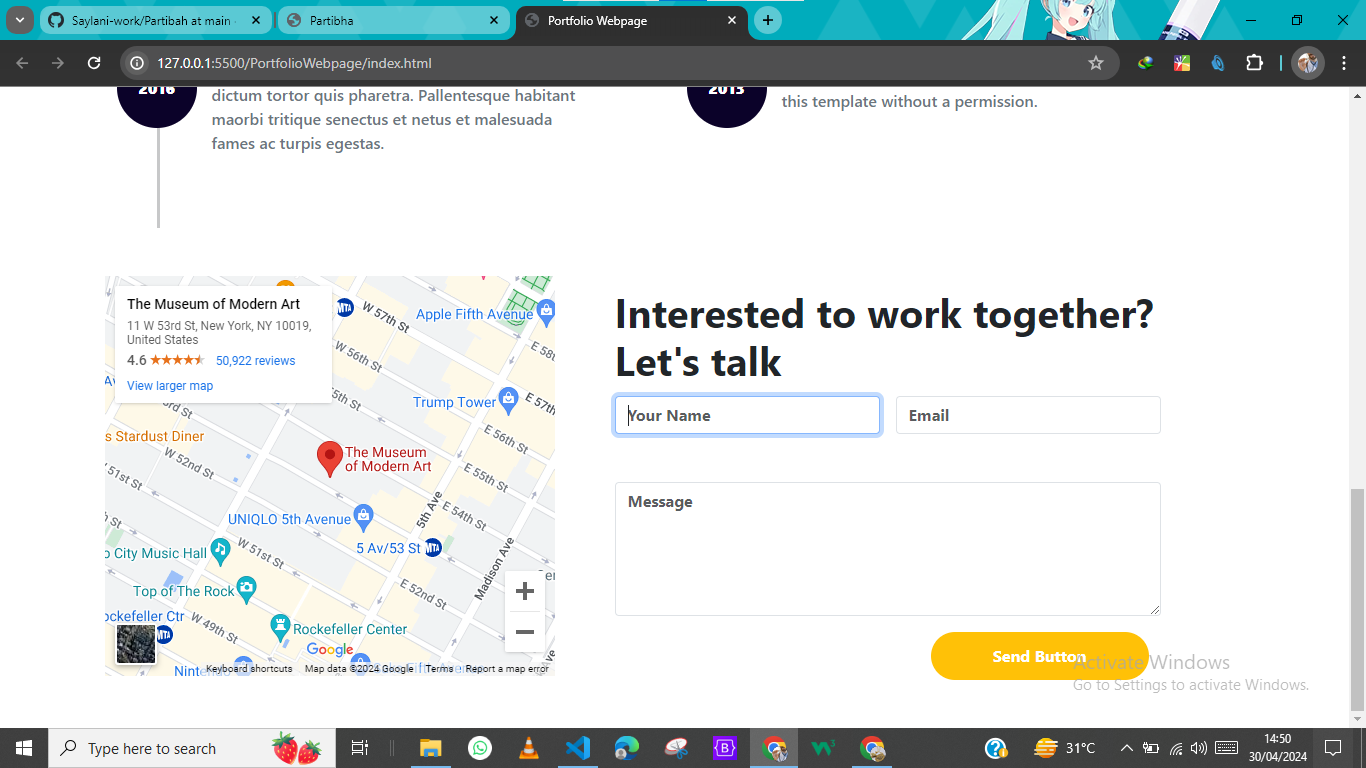 Saylani-work/Partibah at main
Partibha
Portfolio Webpage
127.0.0.1:5500/PortfolioWebpage/index.html
2016
dictum tortor quis pharetra. Pallentesque habitant
maorbi tritique senectus et netus et malesuada
fames ac turpis egestas.
2013
this template without a permission.
The Museum of Modern Art
11 W 53rd St, New York, NY 10019,
United States
4.6 50,922 reviews
View larger map
W 57th St
Apple Fifth Avenue
E 58
W 56th St
55th St
Trump Tower
E 57th
53rd St
s Stardust Diner
E 56th St
W 52nd St
The Museum
of Modern Art
W 51st St
E 55th St
UNIQLO 5th Avenue
5th Ave
E 54th St
5 Av/53 St
o City Music Hall
W 51st St
Madison Ave
Top of The Rock
E 52nd St
ockefeller Ctr
W 49th St
Rockefeller Center
Google
Keyboard shortcuts
Map data ©2024 Google
Terms
Report a map error
Interested to work together?
Let's talk
Your Name
Email
Message
Send Button
Activate Windows
Go to Settings to activate Windows.
Type here to search
31°C
14:50
30/04/2024